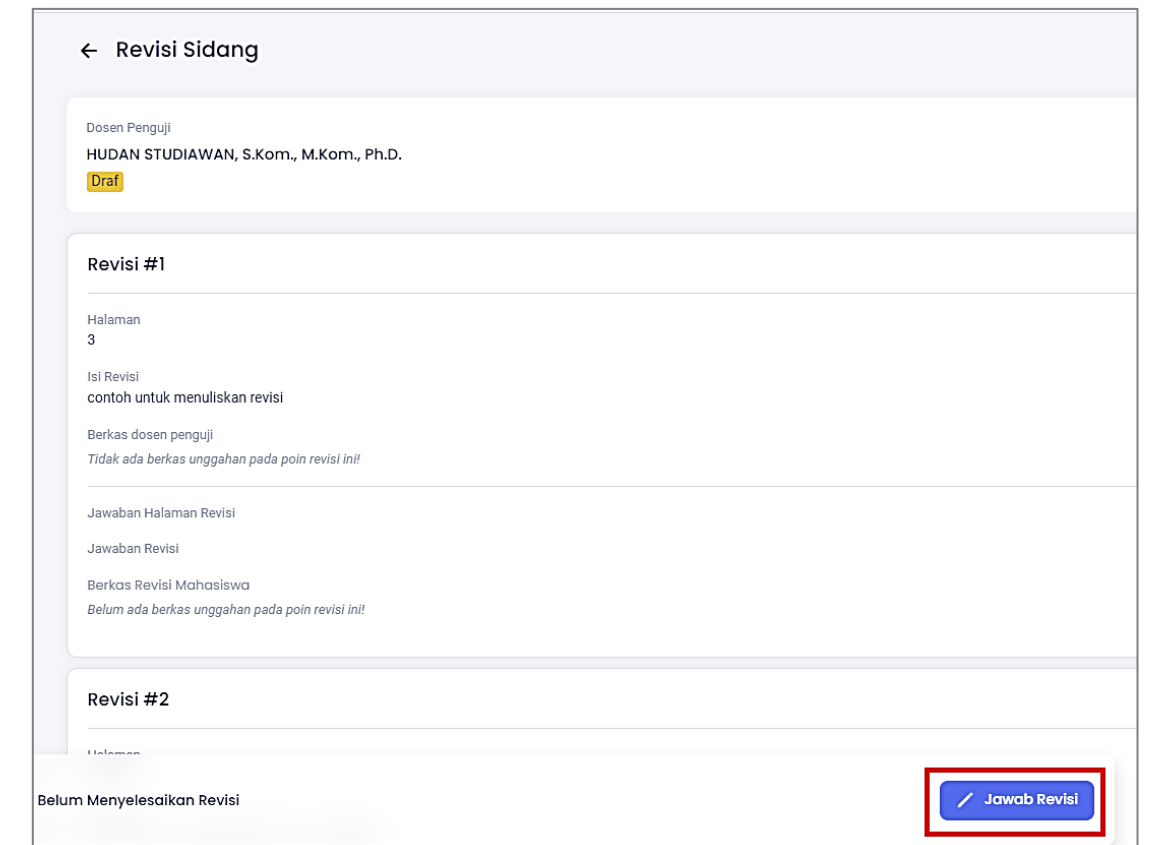 Revisi Sidang
Dosen Penguji
HUDAN STUDIAWAN, S.Kom., M.Kom., Ph.D.
Draf
Revisi #1
Halaman
3
Isi Revisi
contoh untuk menuliskan revisi
Berkas dosen penguji
Tidak ada berkas unggahan pada poin revisi ini!
Jawaban Halaman Revisi
Jawaban Revisi
Berkas Revisi Mahasiswa
Belum ada berkas unggahan pada poin revisi ini!
Revisi #2
Halaman
Belum Menyelesaikan Revisi
Jawab Revisi